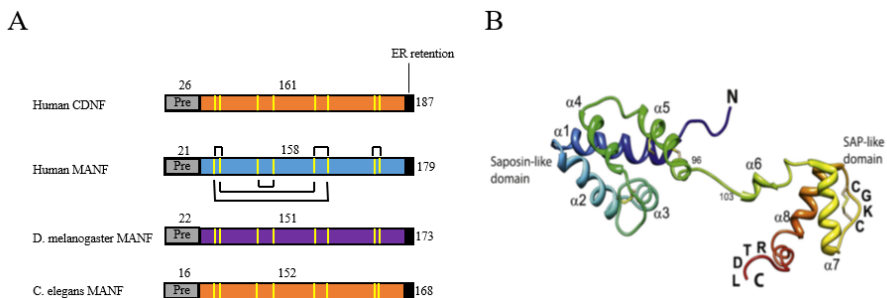 A
ER retention
26 161
Human CDNF Pre 187
21 158
Human MANF Pre 179
22 151
D. melanogaster MANF Pre 173
16 152
C. elegans MANF Pre 168
B
N
α4
α5
α1
Saposin-like
domain
96
α6
SAP-like
domain
α2
α3
103
α8
C
G
K
C
α7
R
T
D
L
C